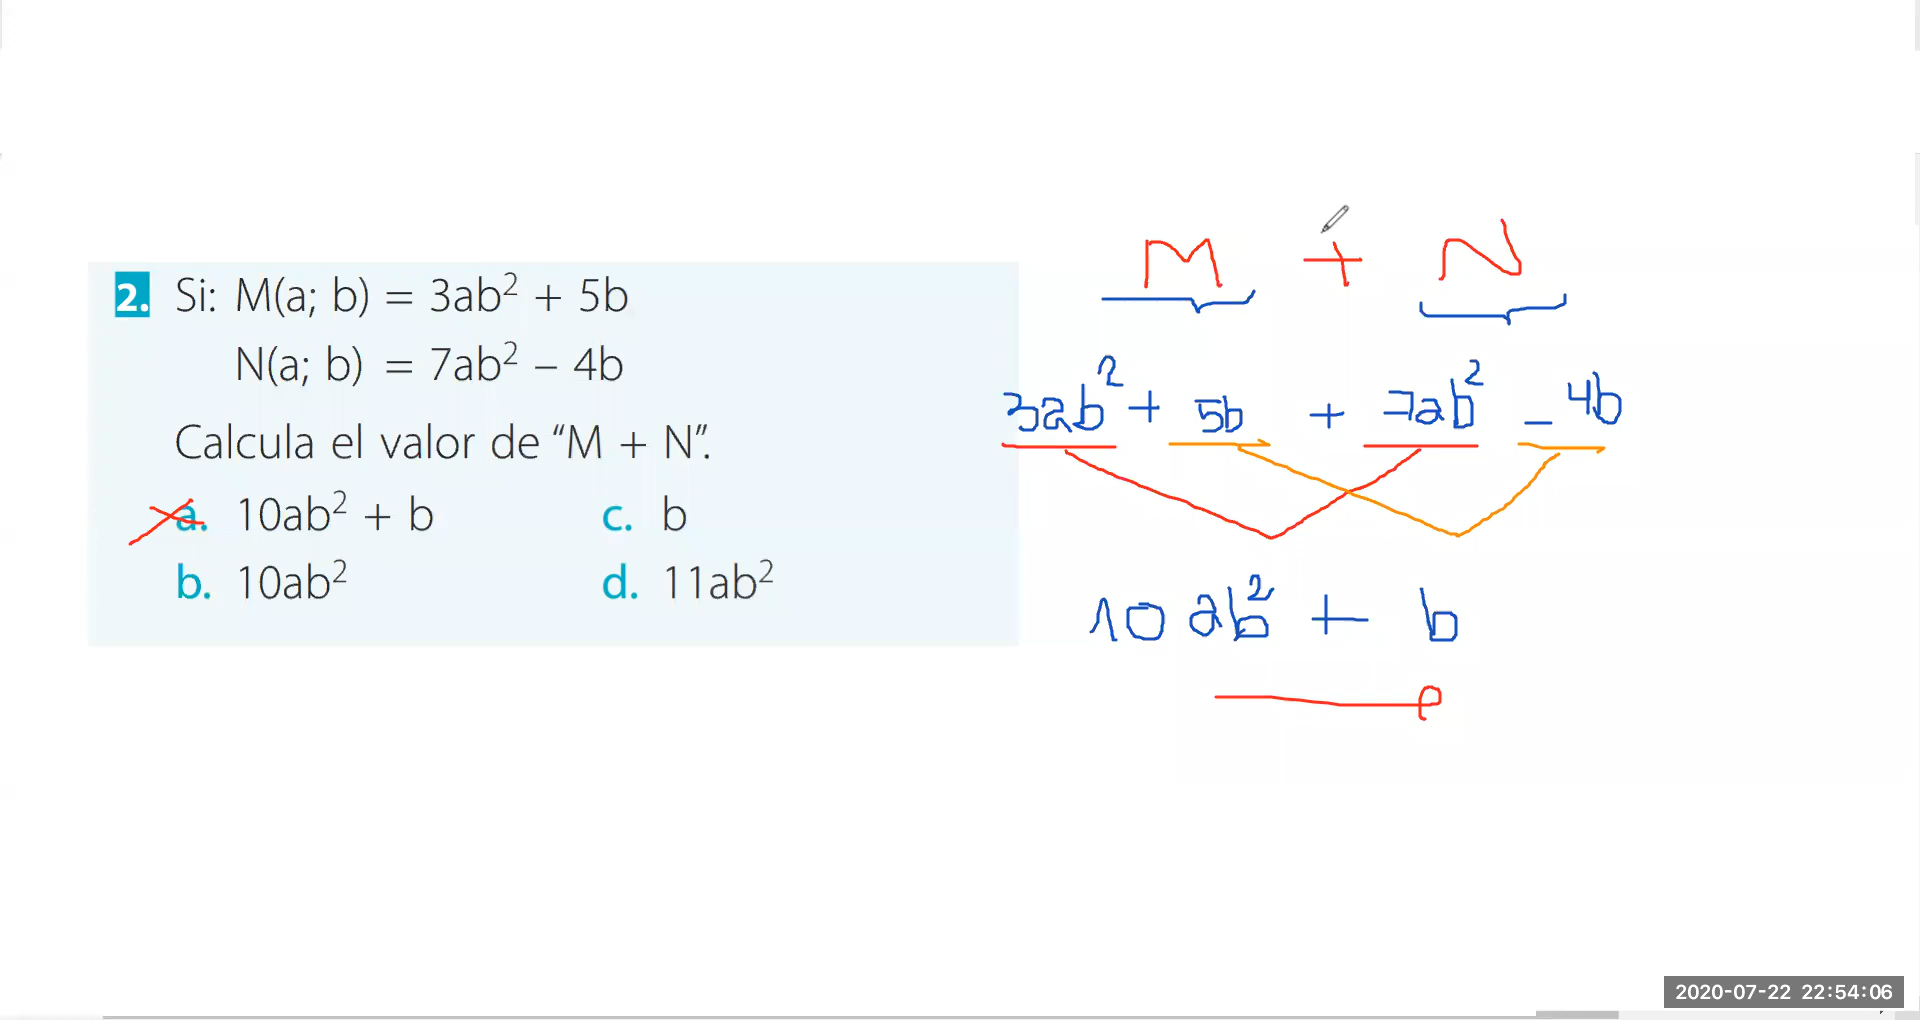 2. Si: M(a; b) = 3ab² + 5b
N(a; b) = 7ab² – 4b
Calcula el valor de “M + N”.
a. 10ab² + b
c. b
b. 10ab²
d. 11ab²
M + N
3ab² + 5b + 7ab² - 4b
10ab² + b
2020-07-22 22:54:06